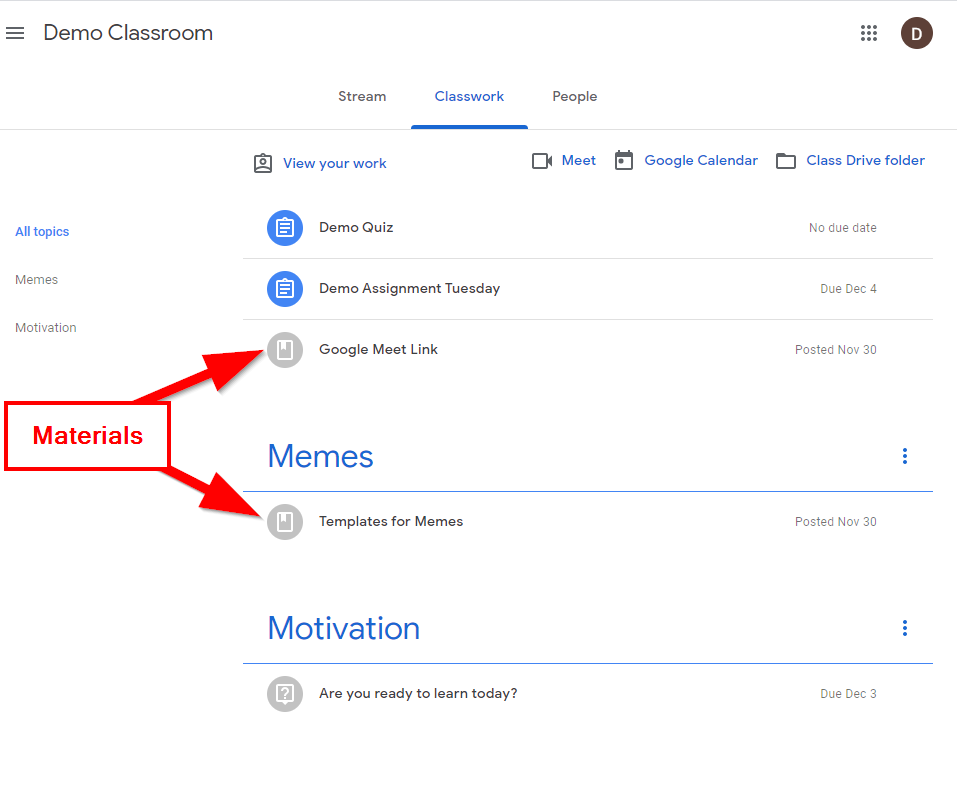 Demo Classroom
D
Stream Classwork People
View your work Meet Google Calendar Class Drive folder
All topics
Memes
Motivation
Demo Quiz No due date
Demo Assignment Tuesday Due Dec 4
Google Meet Link Posted Nov 30
Materials
Memes
Templates for Memes Posted Nov 30
Motivation
Are you ready to learn today? Due Dec 3